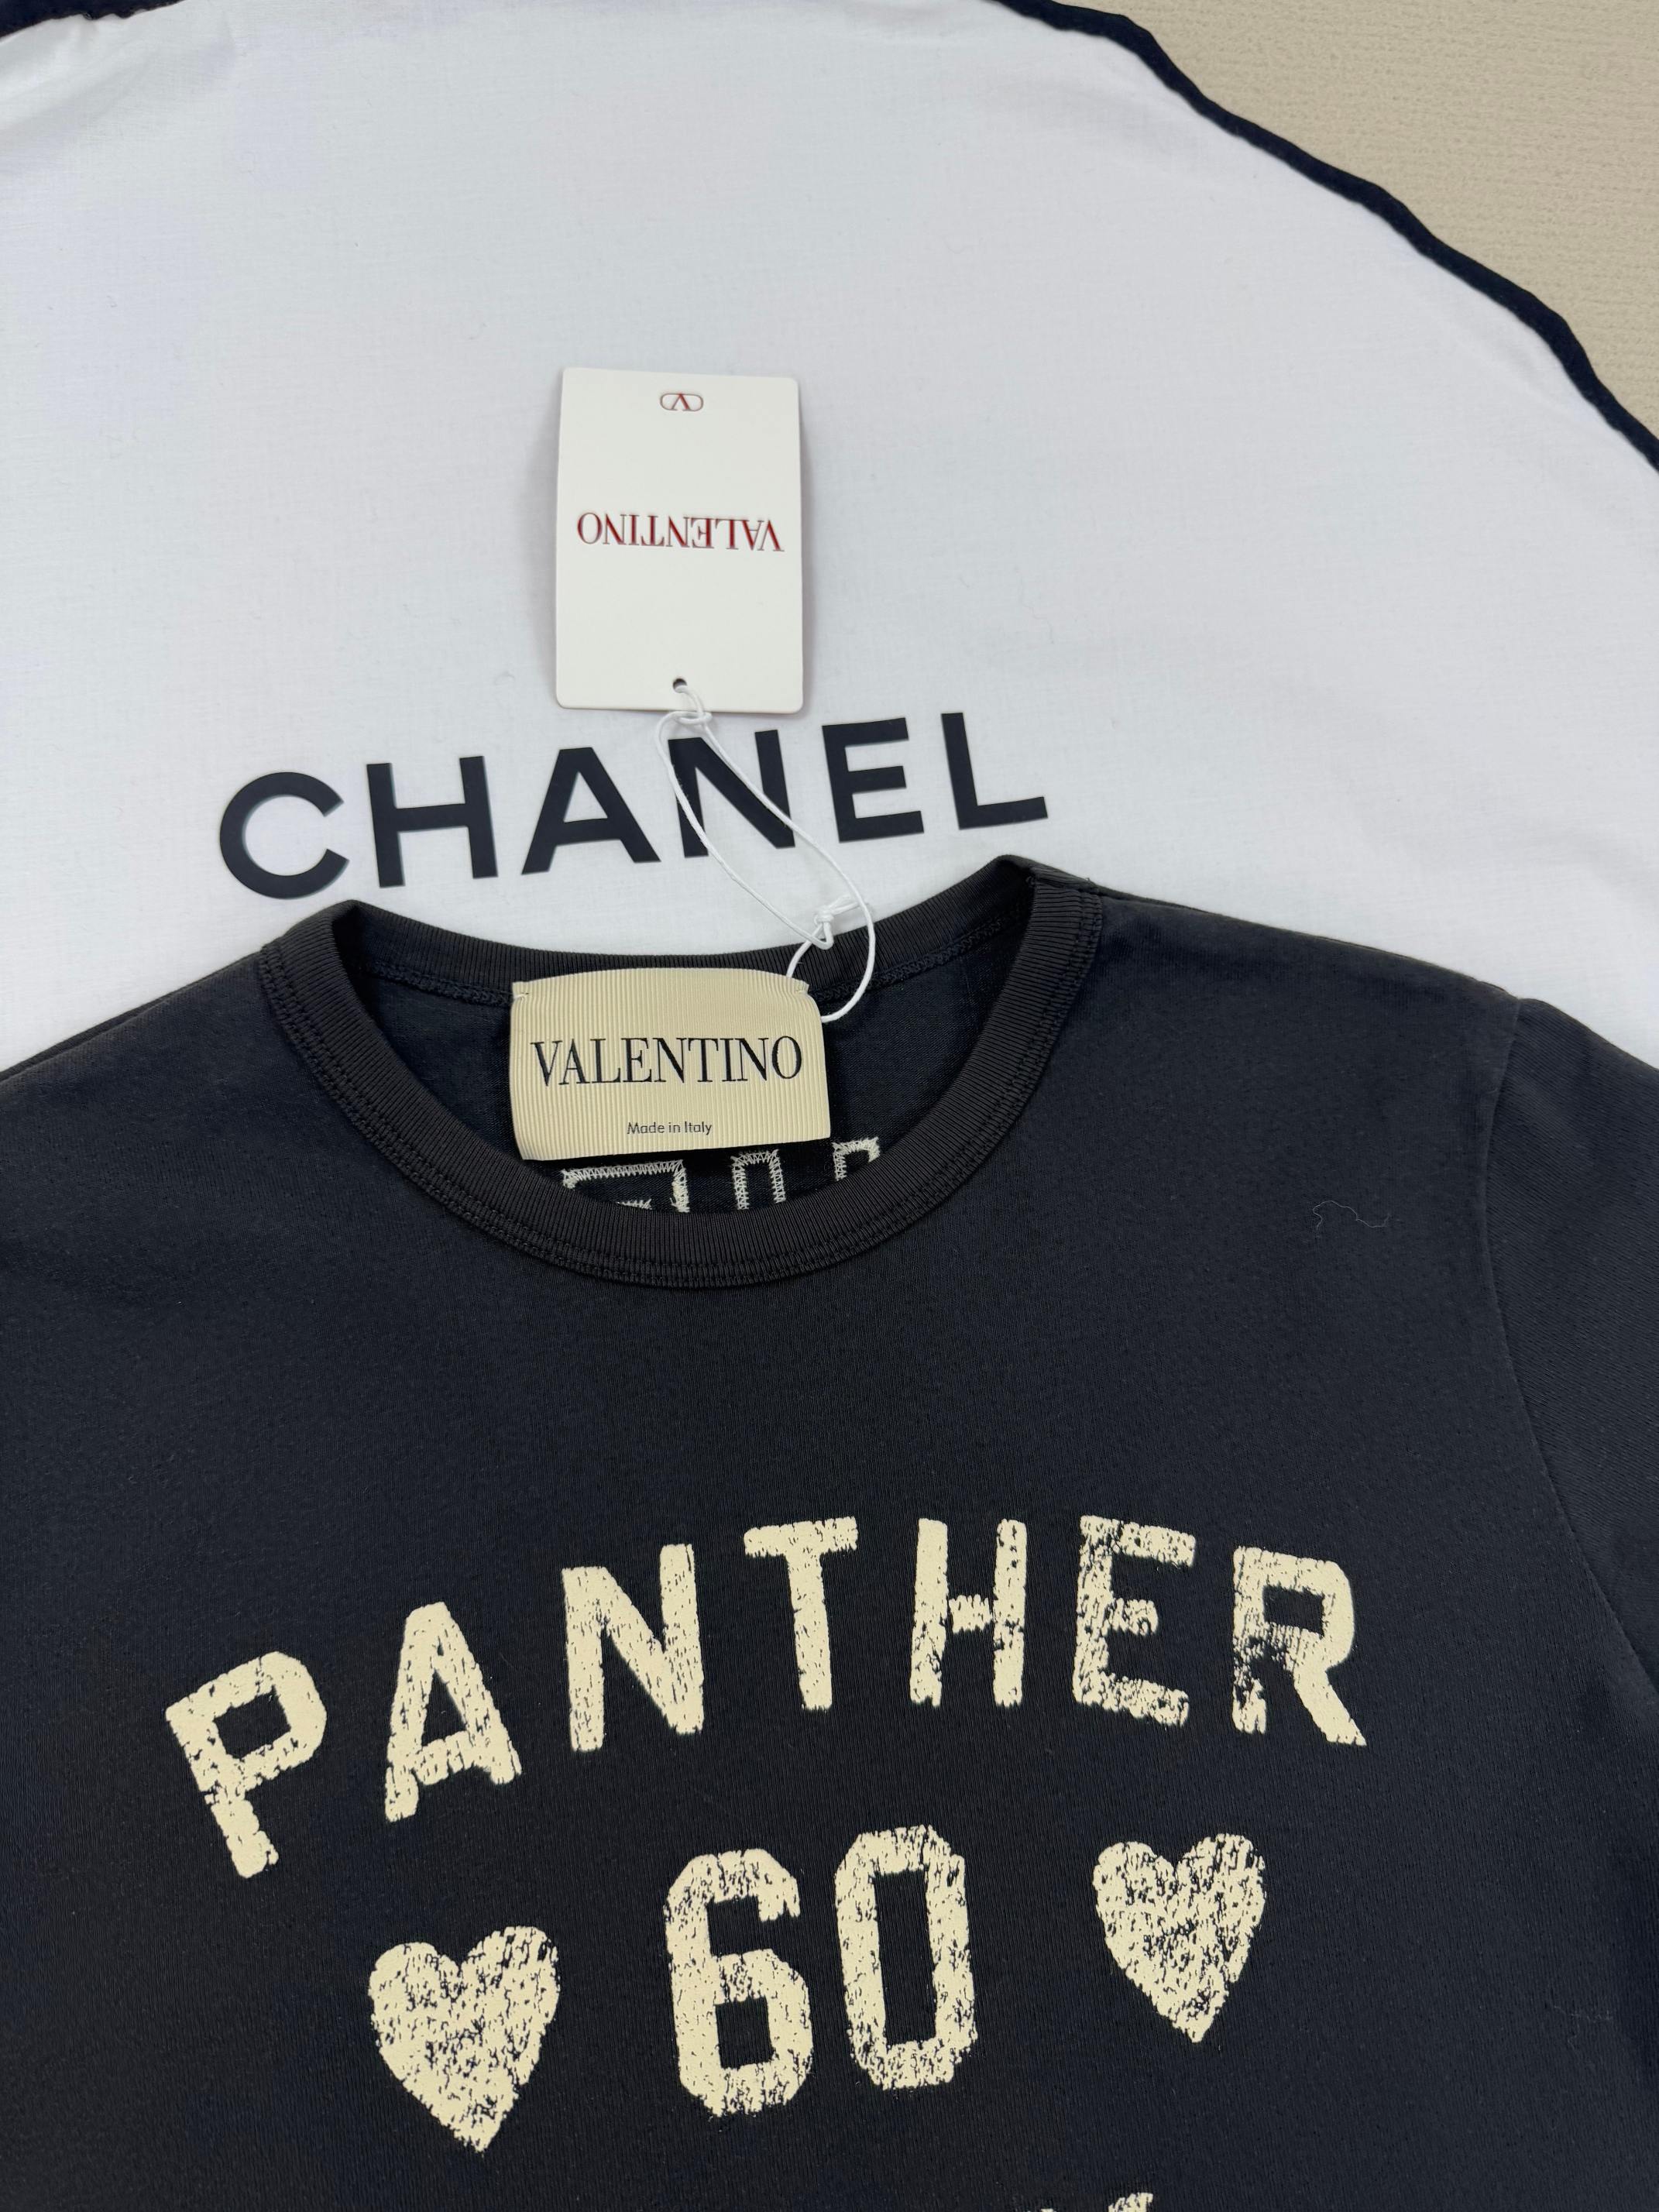 VALENTINO
CHANEL
VALENTINO
Made in Italy
PANTHER
60